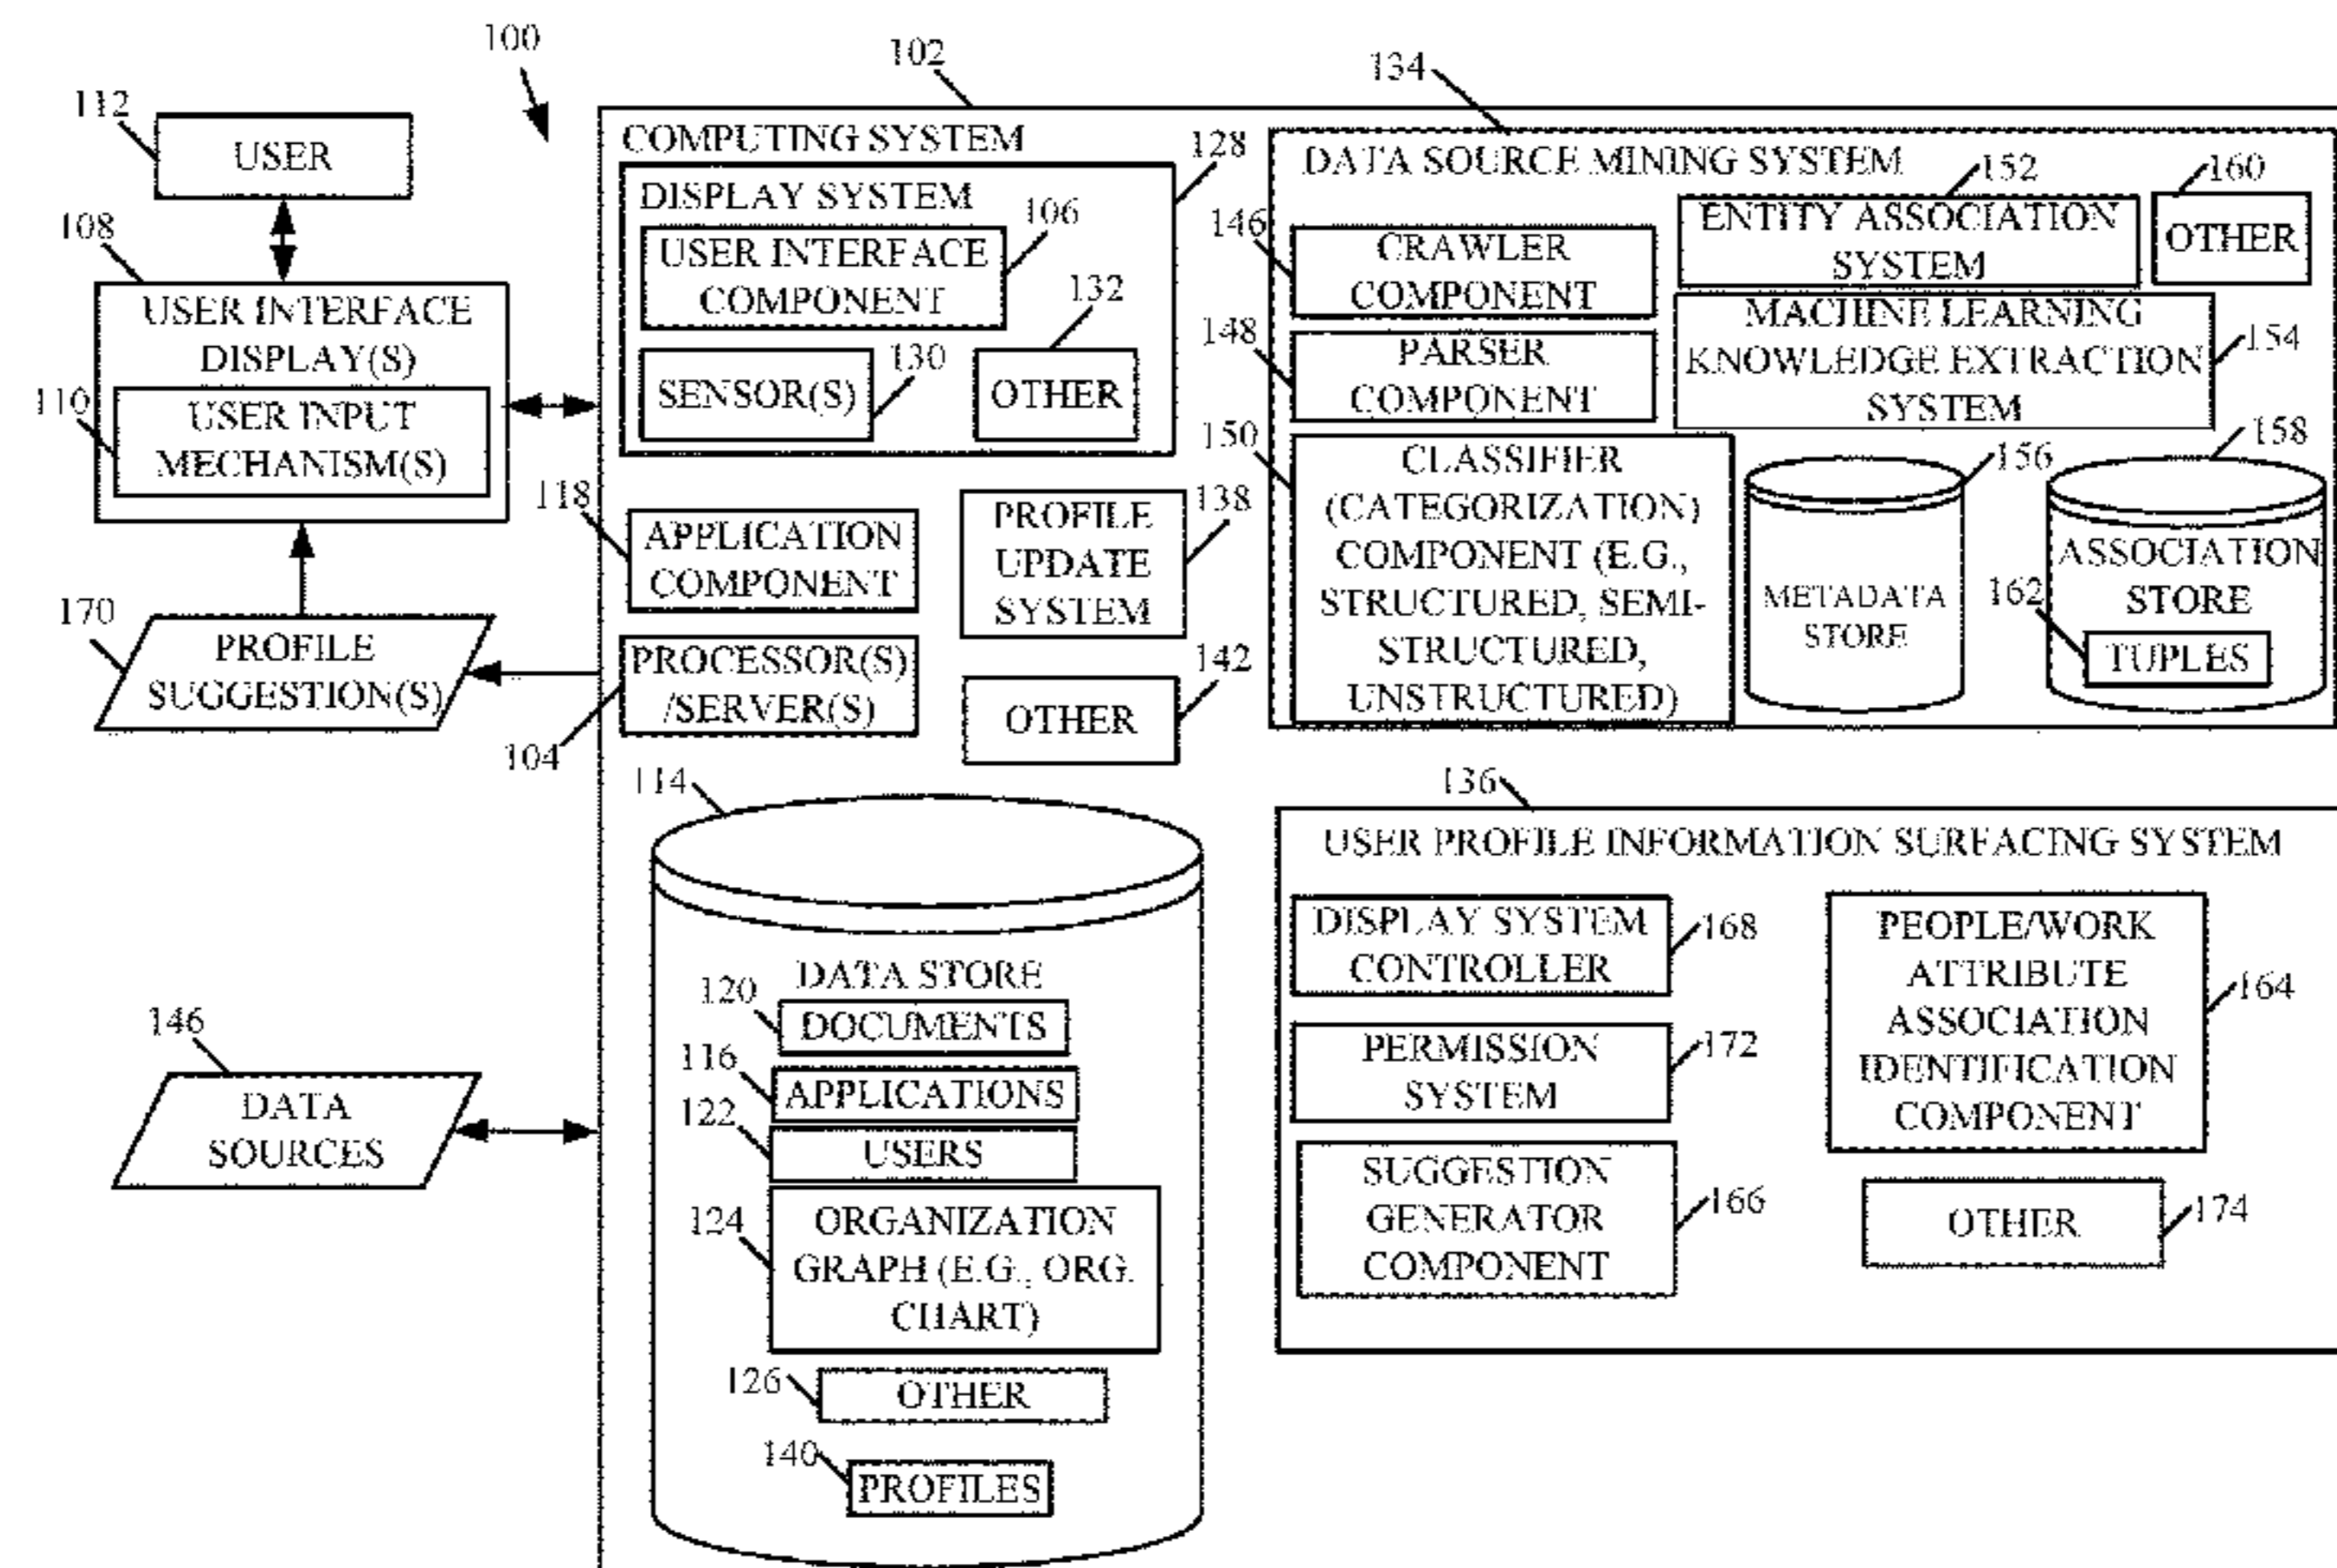 100
102
134
112
USER
COMPUTING SYSTEM
128
DISPLAY SYSTEM
106
USER INTERFACE
COMPONENT
132
SENSOR(S)
130
OTHER
108
USER INTERFACE
DISPLAY(S)
110
USER INPUT
MECHANISM(S)
118
APPLICATION
COMPONENT
PROFILE
UPDATE
SYSTEM
138
170
PROFILE
SUGGESTION(S)
PROCESSOR(S)
/SERVER(S)
104
142
OTHER
DATA SOURCE MINING SYSTEM
152
160
146
CRAWLER
COMPONENT
ENTITY ASSOCIATION
SYSTEM
OTHER
148
PARSER
COMPONENT
MACHINE LEARNING
KNOWLEDGE EXTRACTION
SYSTEM
154
150
CLASSIFIER
(CATEGORIZATION)
COMPONENT (E.G.,
STRUCTURED, SEMI-
STRUCTURED,
UNSTRUCTURED)
156
METADATA
STORE
158
ASSOCIATION
STORE
162
TUPLES
114
DATA STORE
120
DOCUMENTS
116
APPLICATIONS
122
USERS
124
ORGANIZATION
GRAPH (E.G., ORG.
CHART)
126
OTHER
140
PROFILES
146
DATA
SOURCES
136
USER PROFILE INFORMATION SURFACING SYSTEM
DISPLAY SYSTEM
CONTROLLER
168
PERMISSION
SYSTEM
172
SUGGESTION
GENERATOR
COMPONENT
166
PEOPLE/WORK
ATTRIBUTE
ASSOCIATION
IDENTIFICATION
COMPONENT
164
OTHER
174